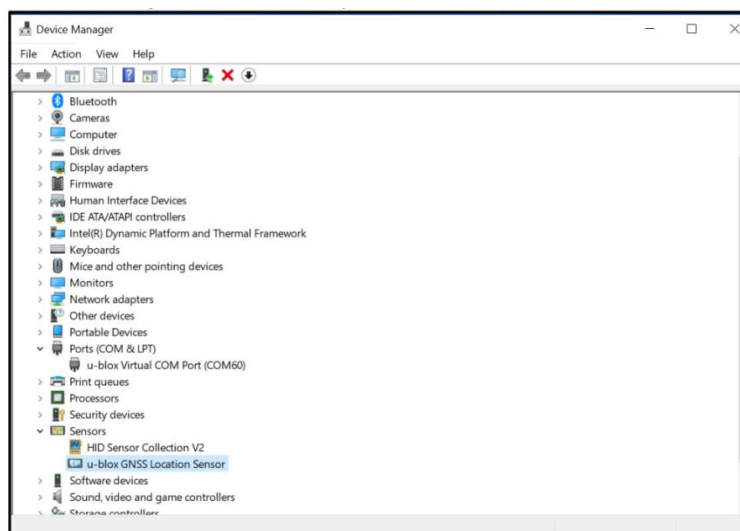 Device Manager
File Action View Help
Bluetooth
Cameras
Computer
Disk drives
Display adapters
Firmware
Human Interface Devices
IDE ATA/ATAPI controllers
Intel(R) Dynamic Platform and Thermal Framework
Keyboards
Mice and other pointing devices
Monitors
Network adapters
Other devices
Portable Devices
Ports (COM & LPT)
u-blox Virtual COM Port (COM60)
Print queues
Processors
Security devices
Sensors
HID Sensor Collection V2
u-blox GNSS Location Sensor
Software devices
Sound, video and game controllers
Storage controllers